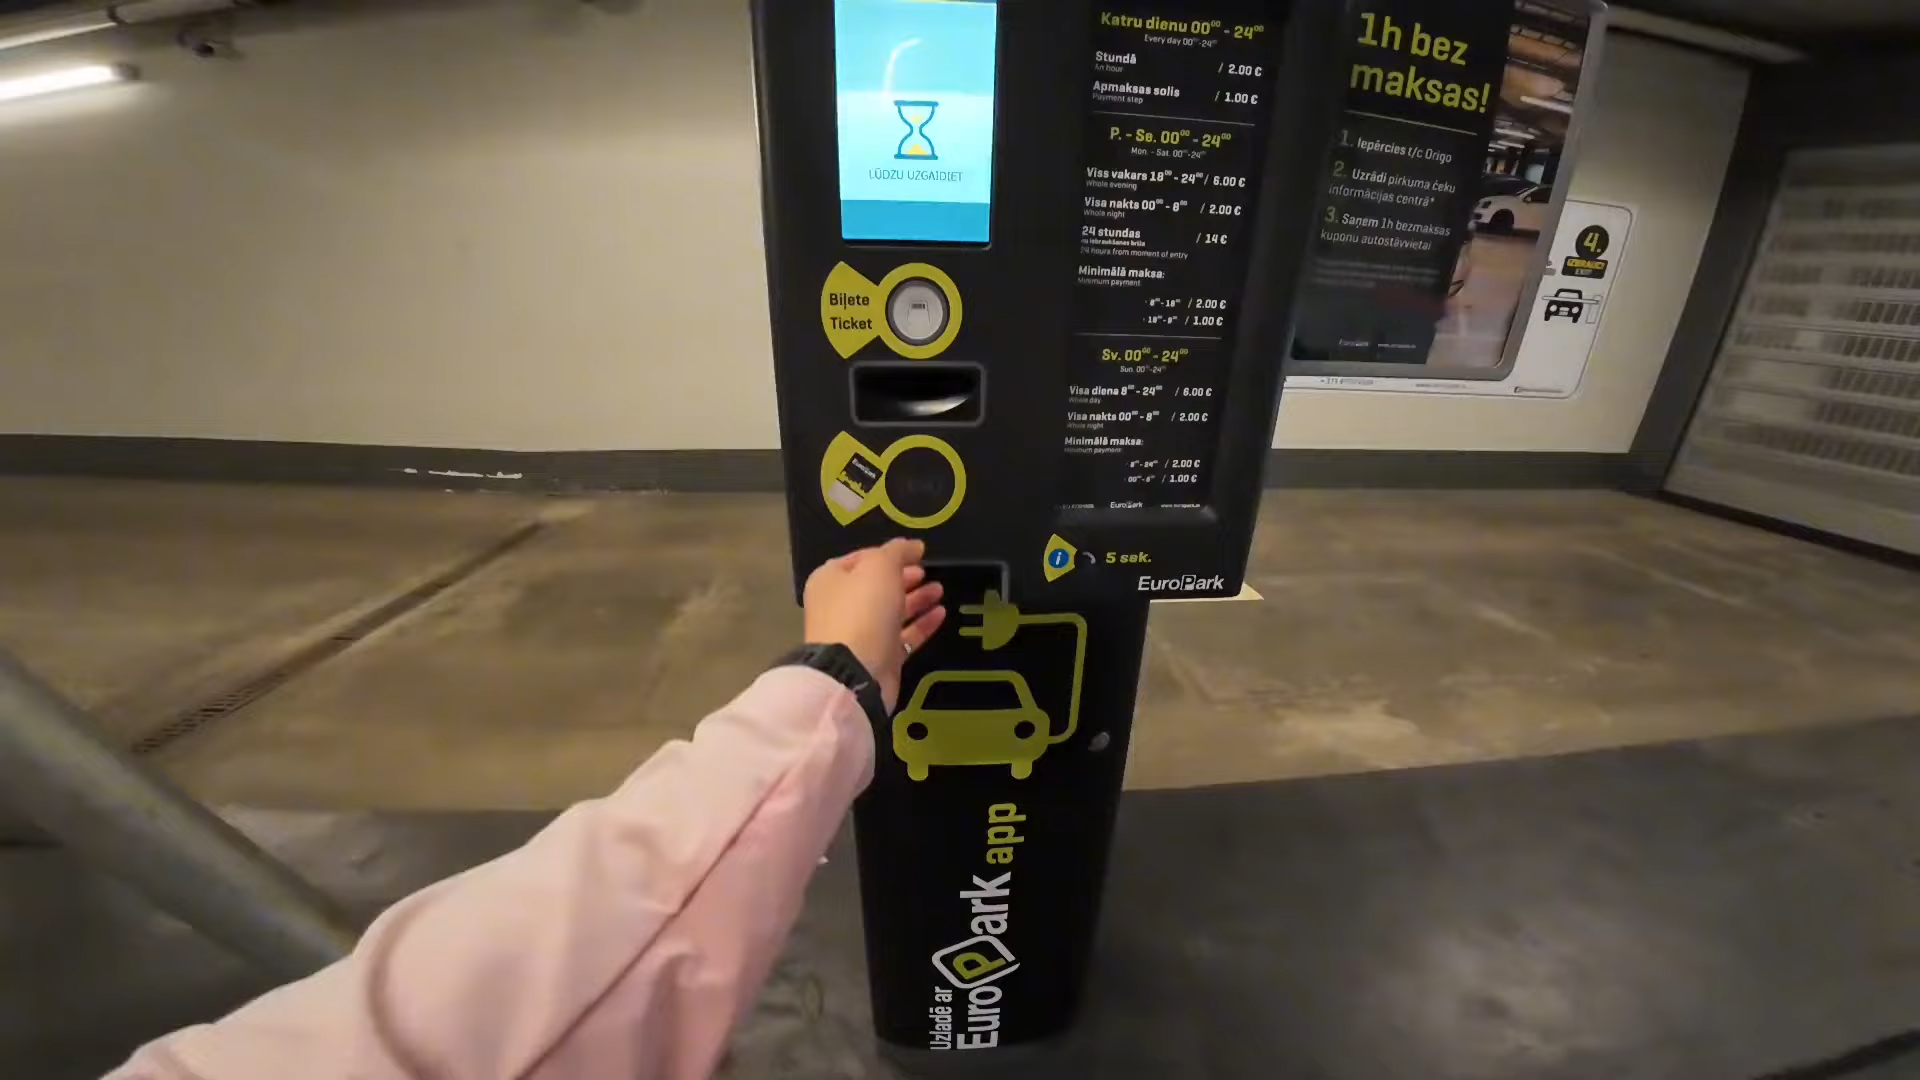 LŪDZU UZGAIDIET
Biļete
Ticket
Katru dienu 00⁰⁰ - 24⁰⁰
Every day 00⁰⁰-24⁰⁰
Stundā / 2.00 €
An hour
Apmaksas solis / 1.00 €
Payment step
P. - Se. 00⁰⁰ - 24⁰⁰
Mon. - Sat. 00⁰⁰-24⁰⁰
Viss vakars 18⁰⁰ - 24⁰⁰ / 6.00 €
Whole evening
Visa nakts 00⁰⁰ - 8⁰⁰ / 2.00 €
Whole night
24 stundas / 14 €
no iebraukšanas brīža
24 hours from moment of entry
Minimālā maksa:
Minimum payment
8⁰⁰-18⁰⁰ / 2.00 €
/ 1.00 €
Sv. 00⁰⁰ - 24⁰⁰
Sun. 00⁰⁰-24⁰⁰
Visa diena 8⁰⁰ - 24⁰⁰ / 6.00 €
Whole day
Visa nakts 00⁰⁰ - 8⁰⁰ / 2.00 €
Whole night
Minimālā maksa:
Minimum payment
8⁰⁰-24⁰⁰ / 2.00 €
00⁰⁰-8⁰⁰ / 1.00 €
EuroPark
i 5 sek.
EuroPark
Uzlādē ar
EuroPark app
1h bez
maksas!
1. Iepērcies t/c Origo
2. Uzrādi pirkuma čeku
informācijas centrā*
3. Saņem 1h bezmaksas
kuponu autostāvvietai
EuroPark
4.
IZBRAUC!
EXIT!